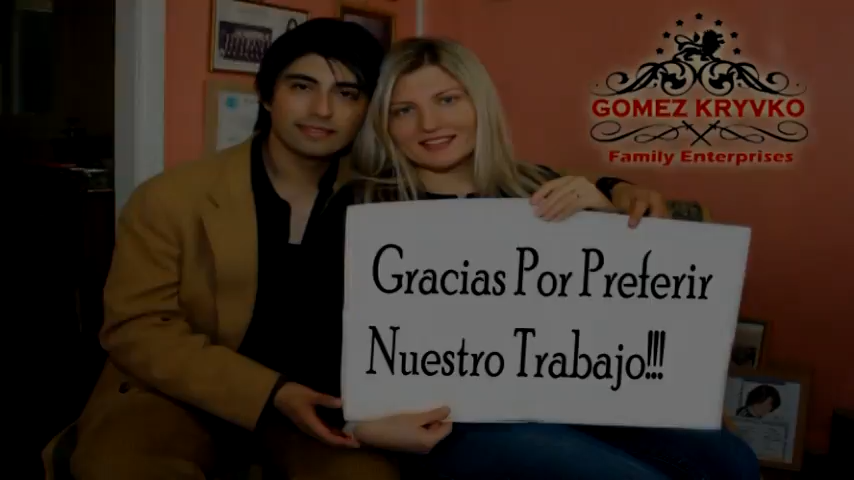 GOMEZ KRYVKO
Family Enterprises
Gracias Por Preferir
Nuestro Trabajo!!!